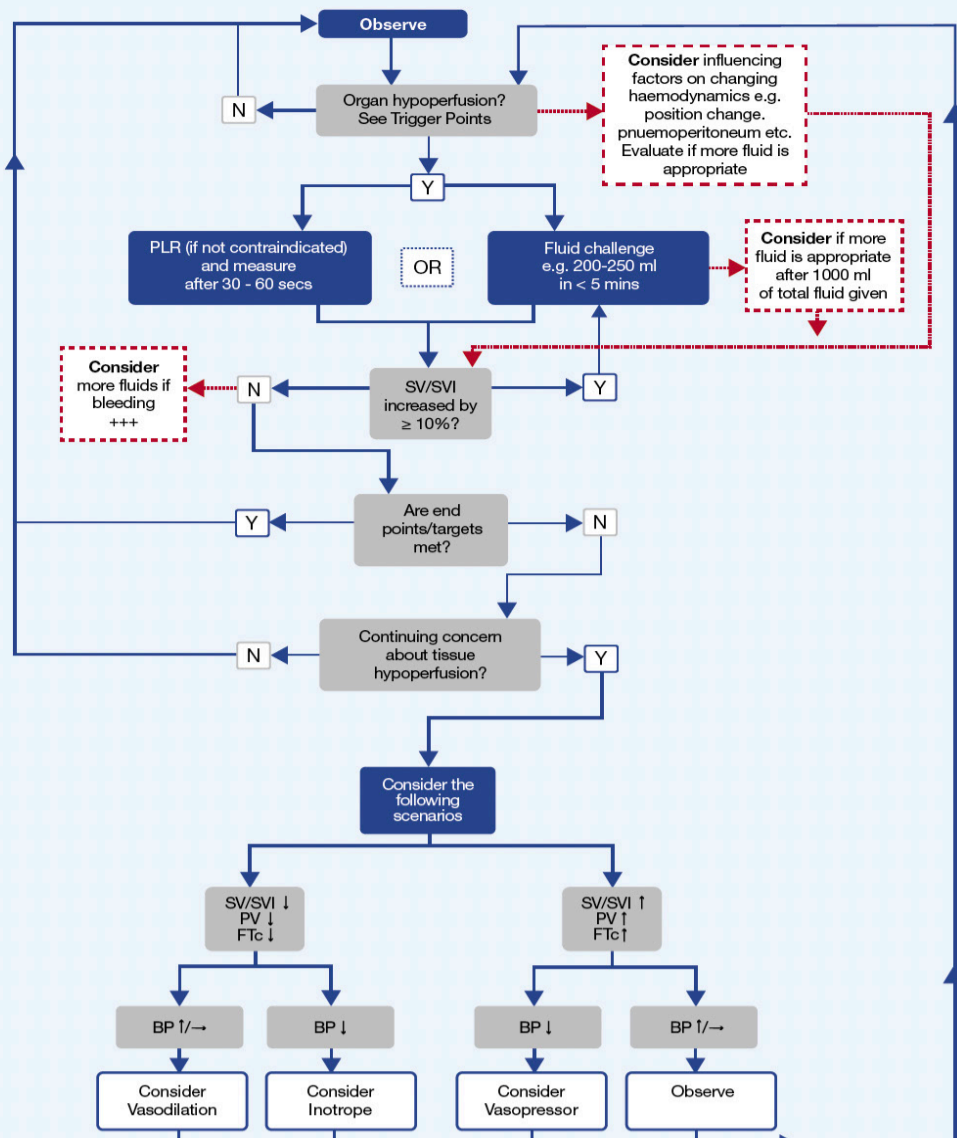 Observe
Consider influencing
factors on changing
haemodynamics e.g.
position change.
pnuemoperitoneum etc.
Evaluate if more fluid is
appropriate
N
Organ hypoperfusion?
See Trigger Points
Y
PLR (if not contraindicated)
and measure
after 30 - 60 secs
OR
Fluid challenge
e.g. 200-250 ml
in < 5 mins
Consider if more
fluid is appropriate
after 1000 ml
of total fluid given
Consider
more fluids if
bleeding
+++
N
SV/SVI
increased by
≥ 10%?
Y
Y
Are end
points/targets
met?
N
N
Continuing concern
about tissue
hypoperfusion?
Y
Consider the
following
scenarios
SV/SVI ↓
PV ↓
FTc ↓
SV/SVI ↑
PV ↑
FTc ↑
BP ↑/→
BP ↓
BP ↓
BP ↑/→
Consider
Vasodilation
Consider
Inotrope
Consider
Vasopressor
Observe